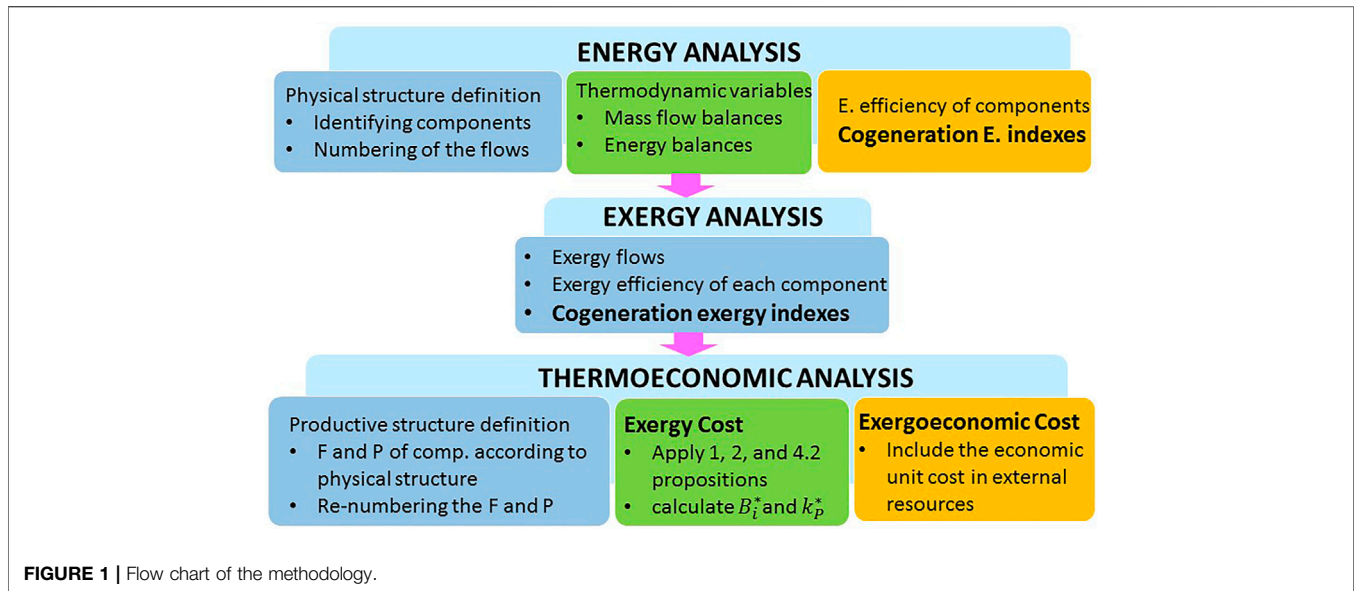 ENERGY ANALYSIS
Physical structure definition
• Identifying components
• Numbering of the flows
Thermodynamic variables
• Mass flow balances
• Energy balances
E. efficiency of components
Cogeneration E. indexes
EXERGY ANALYSIS
• Exergy flows
• Exergy efficiency of each component
• Cogeneration exergy indexes
THERMOECONOMIC ANALYSIS
Productive structure definition
• F and P of comp. according to
physical structure
• Re-numbering the F and P
Exergy Cost
• Apply 1, 2, and 4.2
propositions
• calculate $B_i^*$ and $k_P^*$
Exergoeconomic Cost
• Include the economic
unit cost in external
resources
FIGURE 1 | Flow chart of the methodology.